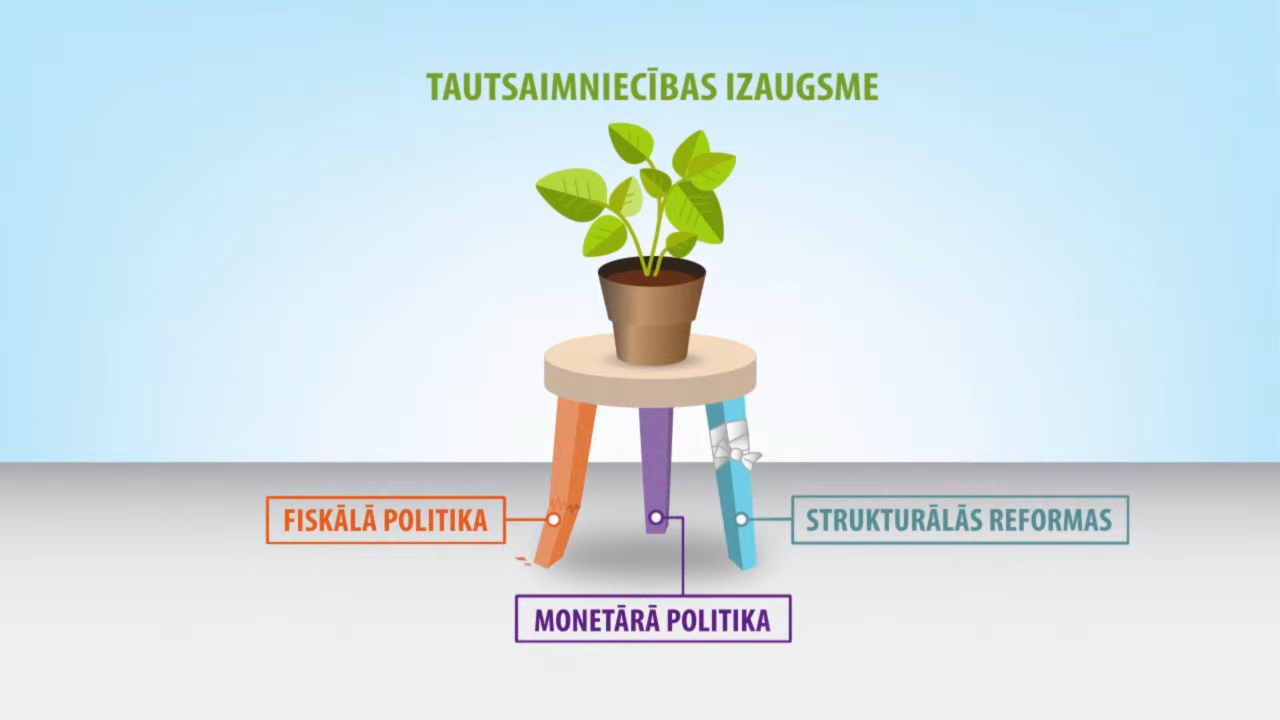 TAUTSAIMNIECĪBAS IZAUGSME
FISKĀLĀ POLITIKA
STRUKTURĀLĀS REFORMAS
MONETĀRĀ POLITIKA